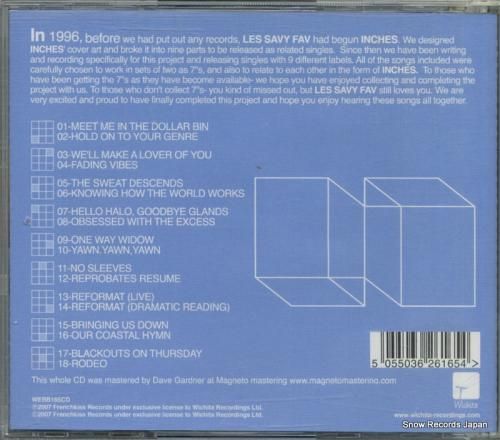 In 1996, before we had put out any records, LES SAVY FAV had begun INCHES. We designed
INCHES' cover art and broke it into nine parts to be released as related singles. Since then we have been writing
and recording specifically for this project and releasing singles with 9 different labels. All of the songs included were
carefully chosen to work in sets of two as 7"s, and also to relate to each other in the form of INCHES. To those who
have been getting the 7"s as they have become available- we hope you have enjoyed collecting and completing the
project with us. To those who don't collect 7"s- you kind of missed out, but LES SAVY FAV still loves you. We are
very excited and proud to have finally completed this project and hope you enjoy hearing these songs all together.
01-MEET ME IN THE DOLLAR BIN
02-HOLD ON TO YOUR GENRE
03-WE'LL MAKE A LOVER OF YOU
04-FADING VIBES
05-THE SWEAT DESCENDS
06-KNOWING HOW THE WORLD WORKS
07-HELLO HALO, GOODBYE GLANDS
08-OBSESSED WITH THE EXCESS
09-ONE WAY WIDOW
10-YAWN,YAWN,YAWN
11-NO SLEEVES
12-REPROBATES RESUME
13-REFORMAT (LIVE)
14-REFORMAT (DRAMATIC READING)
15-BRINGING US DOWN
16-OUR COASTAL HYMN
17-BLACKOUTS ON THURSDAY
18-RODEO
5 055036 261654 >
This whole CD was mastered by Dave Gardner at Magneto mastering www.magnetomastering.com
Wichita
WEBB165CD
℗2007 Frenchkiss Records under exclusive license to Wichita Recordings Ltd.
©2007 Frenchkiss Records under exclusive license to Wichita Recordings Ltd.
www.wichita-recordings.com
Snow Records Japan